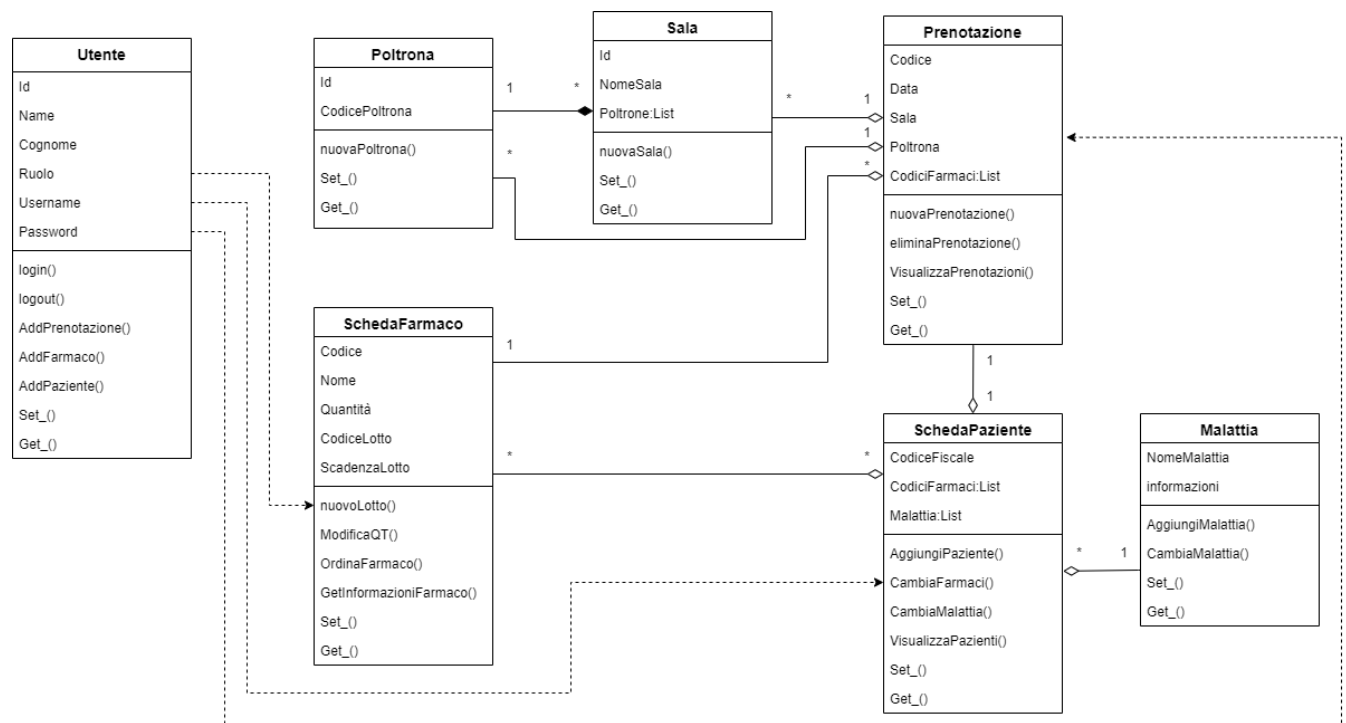 Utente
Id
Name
Cognome
Ruolo
Username
Password
login()
logout()
AddPrenotazione()
AddFarmaco()
AddPaziente()
Set_()
Get_()
Poltrona
Id
CodicePoltrona
nuovaPoltrona()
Set_()
Get_()
1
*
*
Sala
Id
NomeSala
Poltrone:List
nuovaSala()
Set_()
Get_()
*
1
1
*
Prenotazione
Codice
Data
Sala
Poltrona
CodiciFarmaci:List
nuovaPrenotazione()
eliminaPrenotazione()
VisualizzaPrenotazioni()
Set_()
Get_()
1
1
SchedaFarmaco
Codice
Nome
Quantità
CodiceLotto
ScadenzaLotto
nuovoLotto()
ModificaQT()
OrdinaFarmaco()
GetInformazioniFarmaco()
Set_()
Get_()
1
*
*
SchedaPaziente
CodiceFiscale
CodiciFarmaci:List
Malattia:List
AggiungiPaziente()
CambiaFarmaci()
CambiaMalattia()
VisualizzaPazienti()
Set_()
Get_()
*
1
Malattia
NomeMalattia
informazioni
AggiungiMalattia()
CambiaMalattia()
Set_()
Get_()